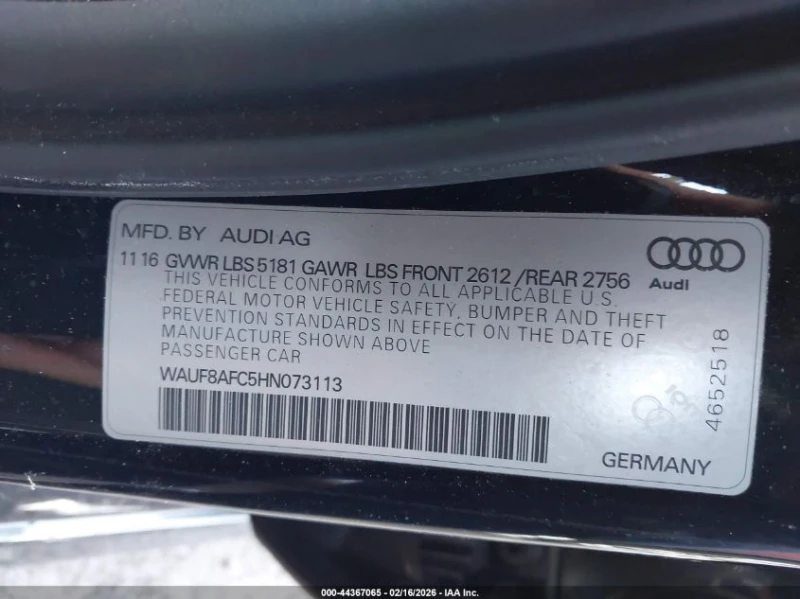 MFD. BY AUDI AG
Audi
11 16 GVWR LBS 5181 GAWR LBS FRONT 2612 / REAR 2756
THIS VEHICLE CONFORMS TO ALL APPLICABLE U.S.
FEDERAL MOTOR VEHICLE SAFETY, BUMPER AND THEFT
PREVENTION STANDARDS IN EFFECT ON THE DATE OF
MANUFACTURE SHOWN ABOVE
PASSENGER CAR
WAUF8AFC5HN073113
4652518
GERMANY
000-44367065 - 02/16/2026 - IAA Inc.